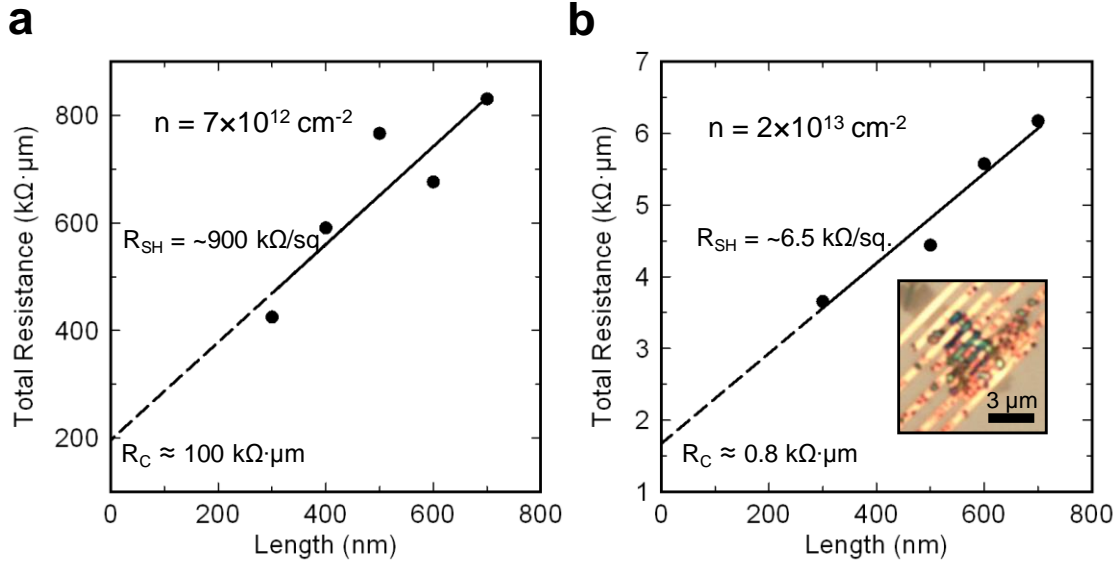 a
Total Resistance (kΩ·µm)
800
600
400
200
n = 7×10¹² cm⁻²
R_SH = ~900 kΩ/sq
R_C ≈ 100 kΩ·µm
0 200 400 600 800
Length (nm)
b
Total Resistance (kΩ·µm)
7
6
5
4
3
2
1
n = 2×10¹³ cm⁻²
R_SH = ~6.5 kΩ/sq.
3 µm
R_C ≈ 0.8 kΩ·µm
0 200 400 600 800
Length (nm)